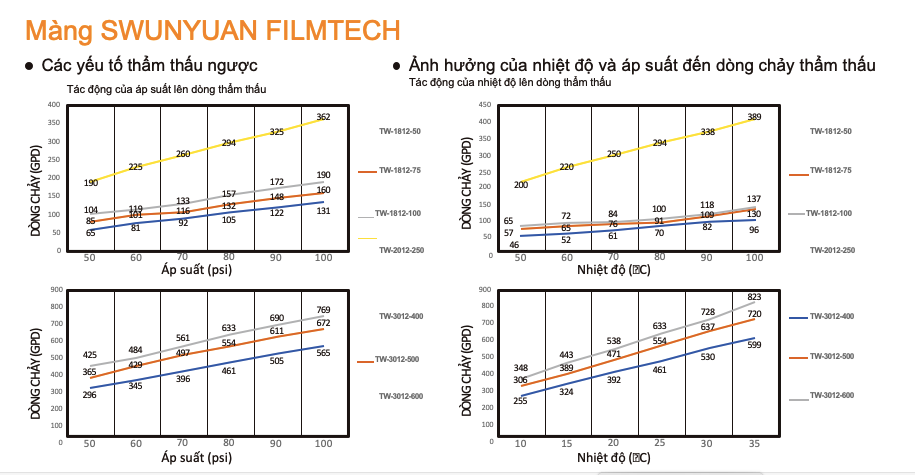 Màng SWUNYUAN FILMTECH
• Các yếu tố thẩm thấu ngược
• Ảnh hưởng của nhiệt độ và áp suất đến dòng chảy thẩm thấu
Tác động của áp suất lên dòng thẩm thấu
Tác động của nhiệt độ lên dòng thẩm thấu
DÒNG CHẢY (GPD)
400
350
300
250
200
150
100
50
0
190 225 260 294 325 362
104 119 133 157 172 190
85 101 116 132 148 160
65 81 92 105 122 131
50 60 70 80 90 100
Áp suất (psi)
TW-1812-50
TW-1812-75
TW-1812-100
TW-2012-250
DÒNG CHẢY (GPD)
450
400
350
300
250
200
150
100
50
0
200 220 250 294 338 389
65 72 84 100 118 137
57 65 76 91 109 130
46 52 61 70 82 96
50 60 70 80 90 100
Nhiệt độ (⍰C)
TW-1812-50
TW-1812-75
TW-1812-100
TW-2012-250
DÒNG CHẢY (GPD)
900
800
700
600
500
400
300
200
100
0
425 484 561 633 690 769
365 429 497 554 611 672
296 345 396 461 505 565
50 60 70 80 90 100
Áp suất (psi)
TW-3012-400
TW-3012-500
TW-3012-600
DÒNG CHẢY (GPD)
900
800
700
600
500
400
300
200
100
0
348 443 538 633 728 823
306 389 471 554 637 720
255 324 392 461 530 599
10 15 20 25 30 35
Nhiệt độ (⍰C)
TW-3012-400
TW-3012-500
TW-3012-600